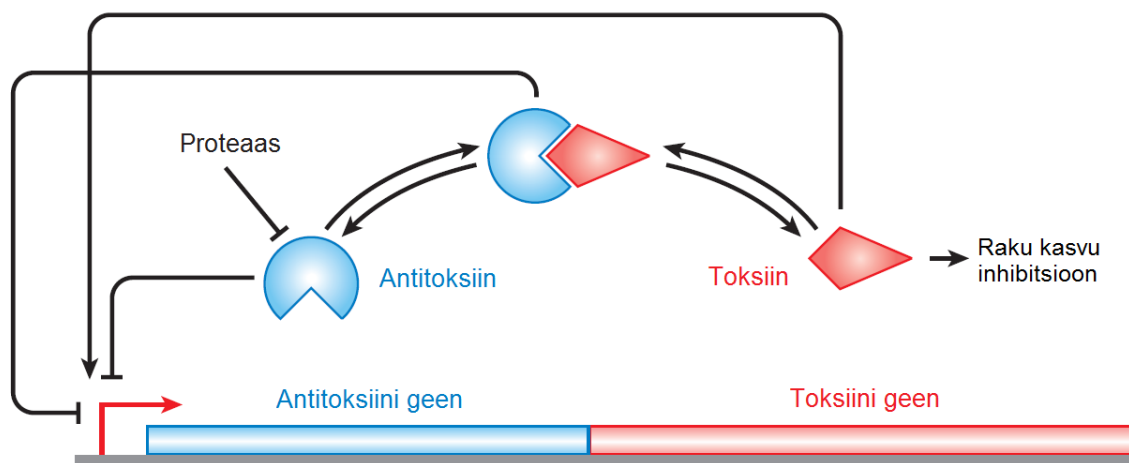 Proteaas
Antitoksiin
Toksiin
Raku kasvu
inhibitsioon
Antitoksiini geen
Toksiini geen